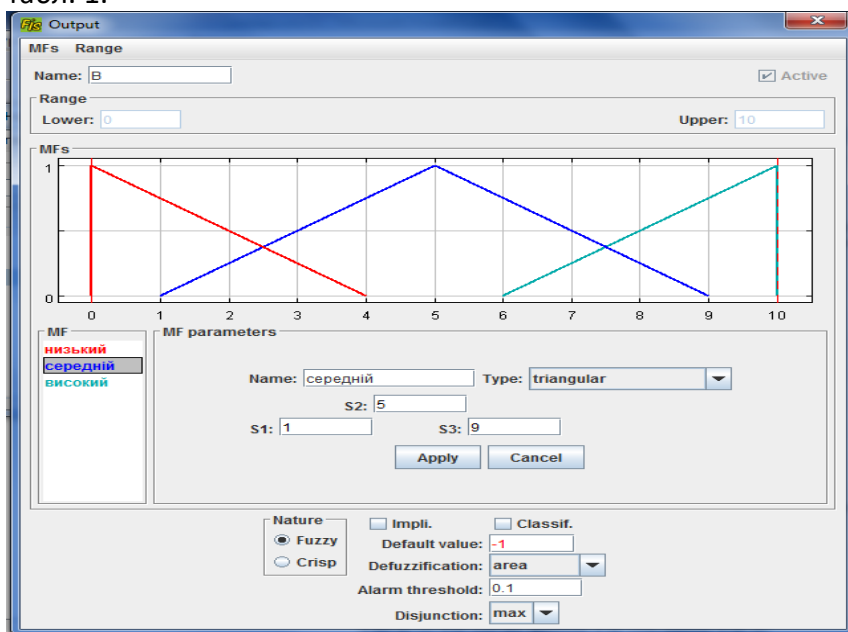 Табл. 1.
Fis Output
MFs Range
Name: B Active
Range
Lower: 0 Upper: 10
MFs
1
0
0 1 2 3 4 5 6 7 8 9 10
MF MF parameters
низький
середній
високий
Name: середній Type: triangular
S2: 5
S1: 1 S3: 9
Apply Cancel
Nature Impli. Classif.
Fuzzy Default value: -1
Crisp Defuzzification: area
Alarm threshold: 0.1
Disjunction: max